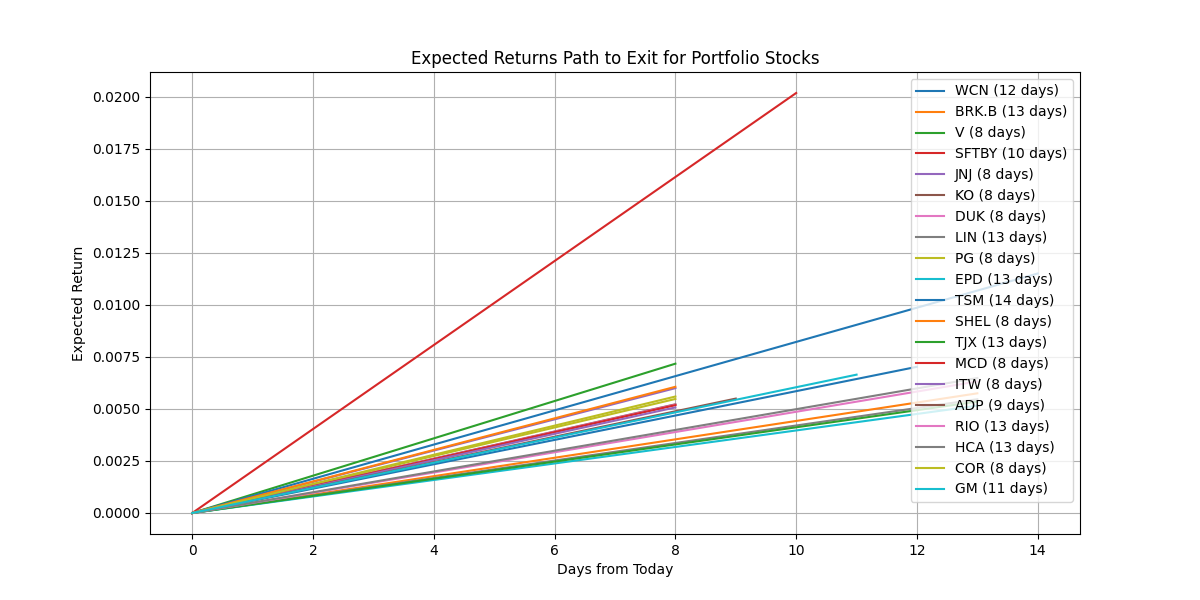 Expected Returns Path to Exit for Portfolio Stocks
0.0200
0.0175
0.0150
0.0125
0.0100
0.0075
0.0050
0.0025
0.0000
Expected Return
WCN (12 days)
BRK.B (13 days)
V (8 days)
SFTBY (10 days)
JNJ (8 days)
KO (8 days)
DUK (8 days)
LIN (13 days)
PG (8 days)
EPD (13 days)
TSM (14 days)
SHEL (8 days)
TJX (13 days)
MCD (8 days)
ITW (8 days)
ADP (9 days)
RIO (13 days)
HCA (13 days)
COR (8 days)
GM (11 days)
0 2 4 6 8 10 12 14
Days from Today